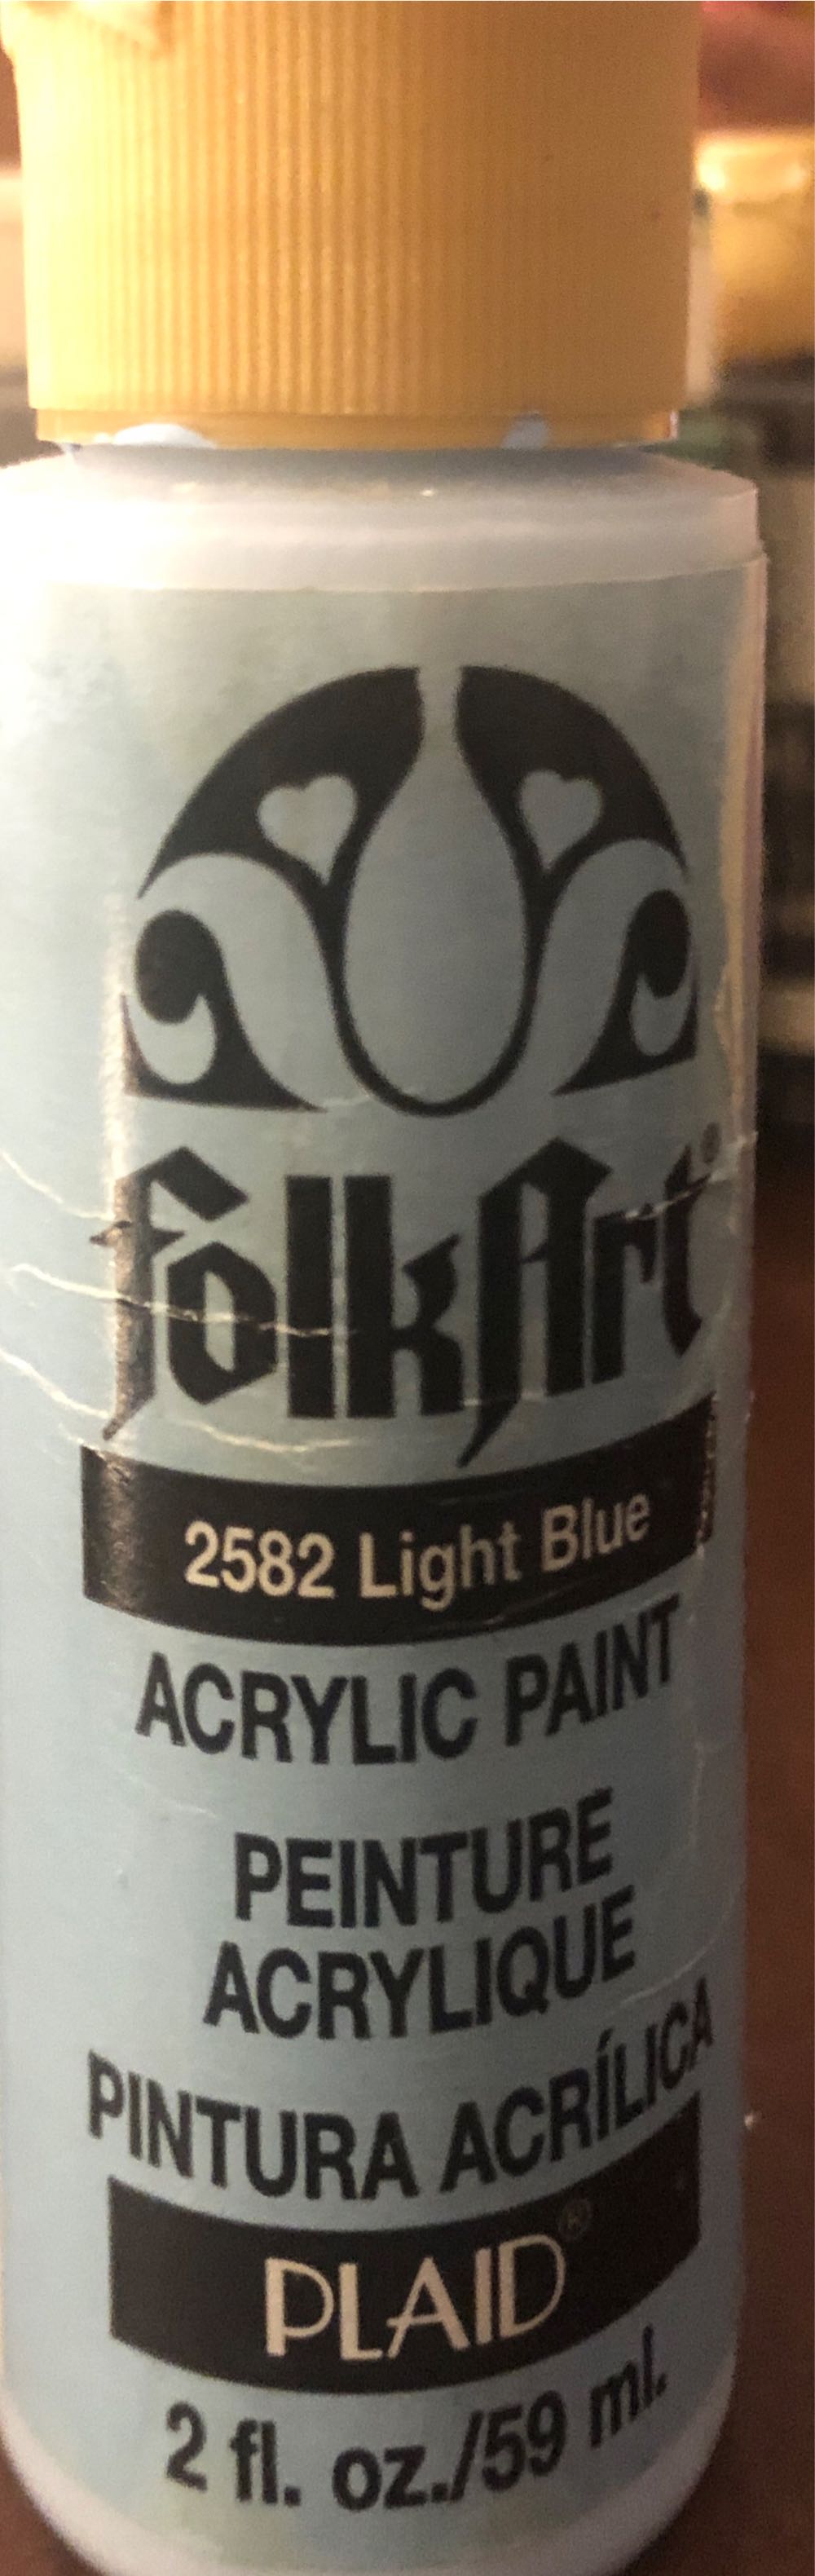 folkArt®
2582 Light Blue
ACRYLIC PAINT
PEINTURE
ACRYLIQUE
PINTURA ACRÍLICA
PLAID®
2 fl. oz./59 ml.